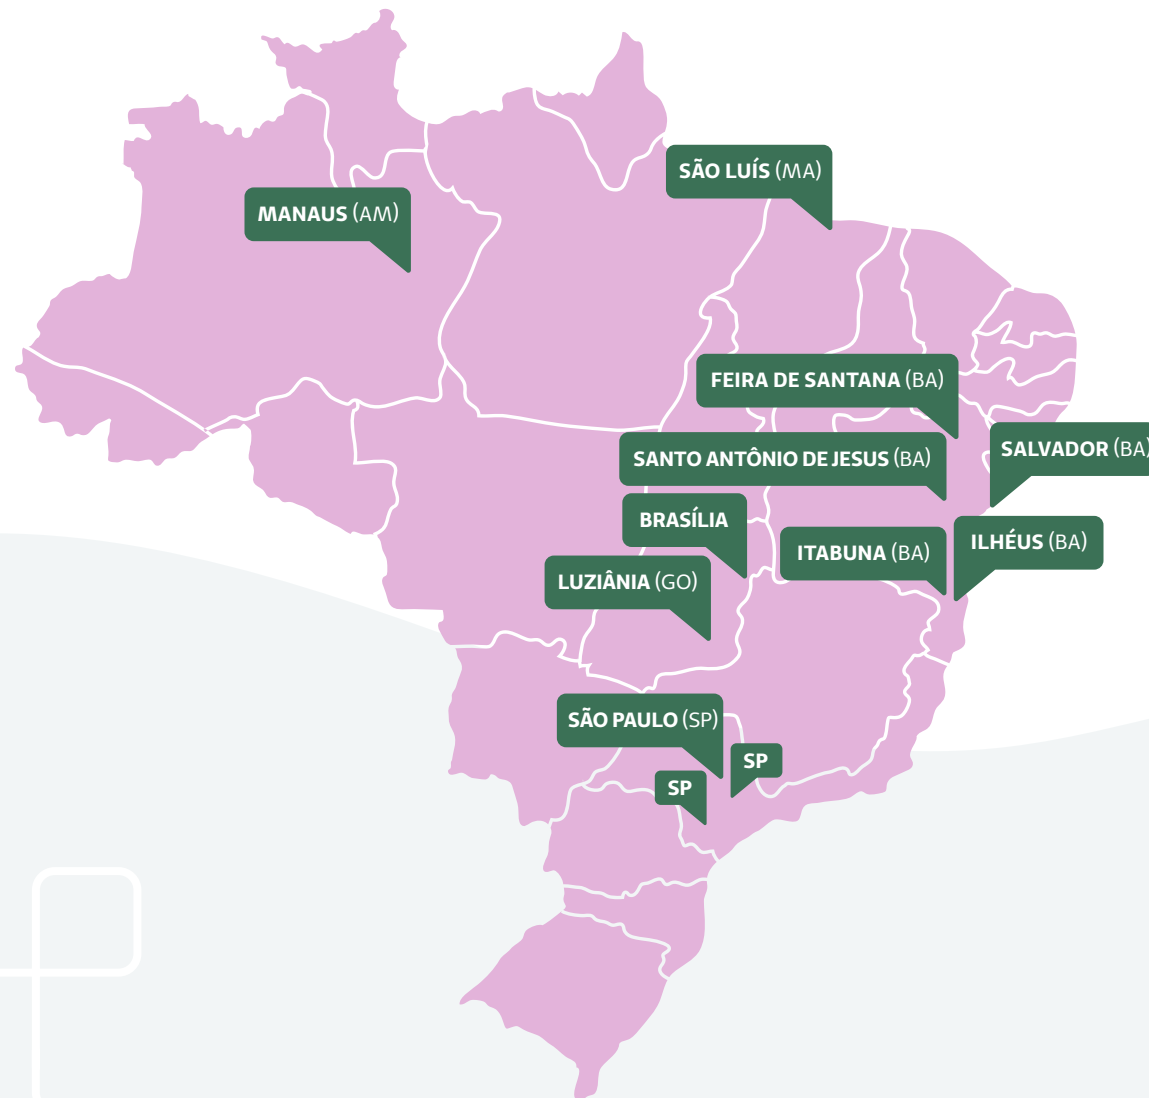 SÃO LUÍS (MA)
MANAUS (AM)
FEIRA DE SANTANA (BA)
SALVADOR (BA)
SANTO ANTÔNIO DE JESUS (BA)
BRASÍLIA
ILHÉUS (BA)
ITABUNA (BA)
LUZIÂNIA (GO)
SÃO PAULO (SP)
SP
SP